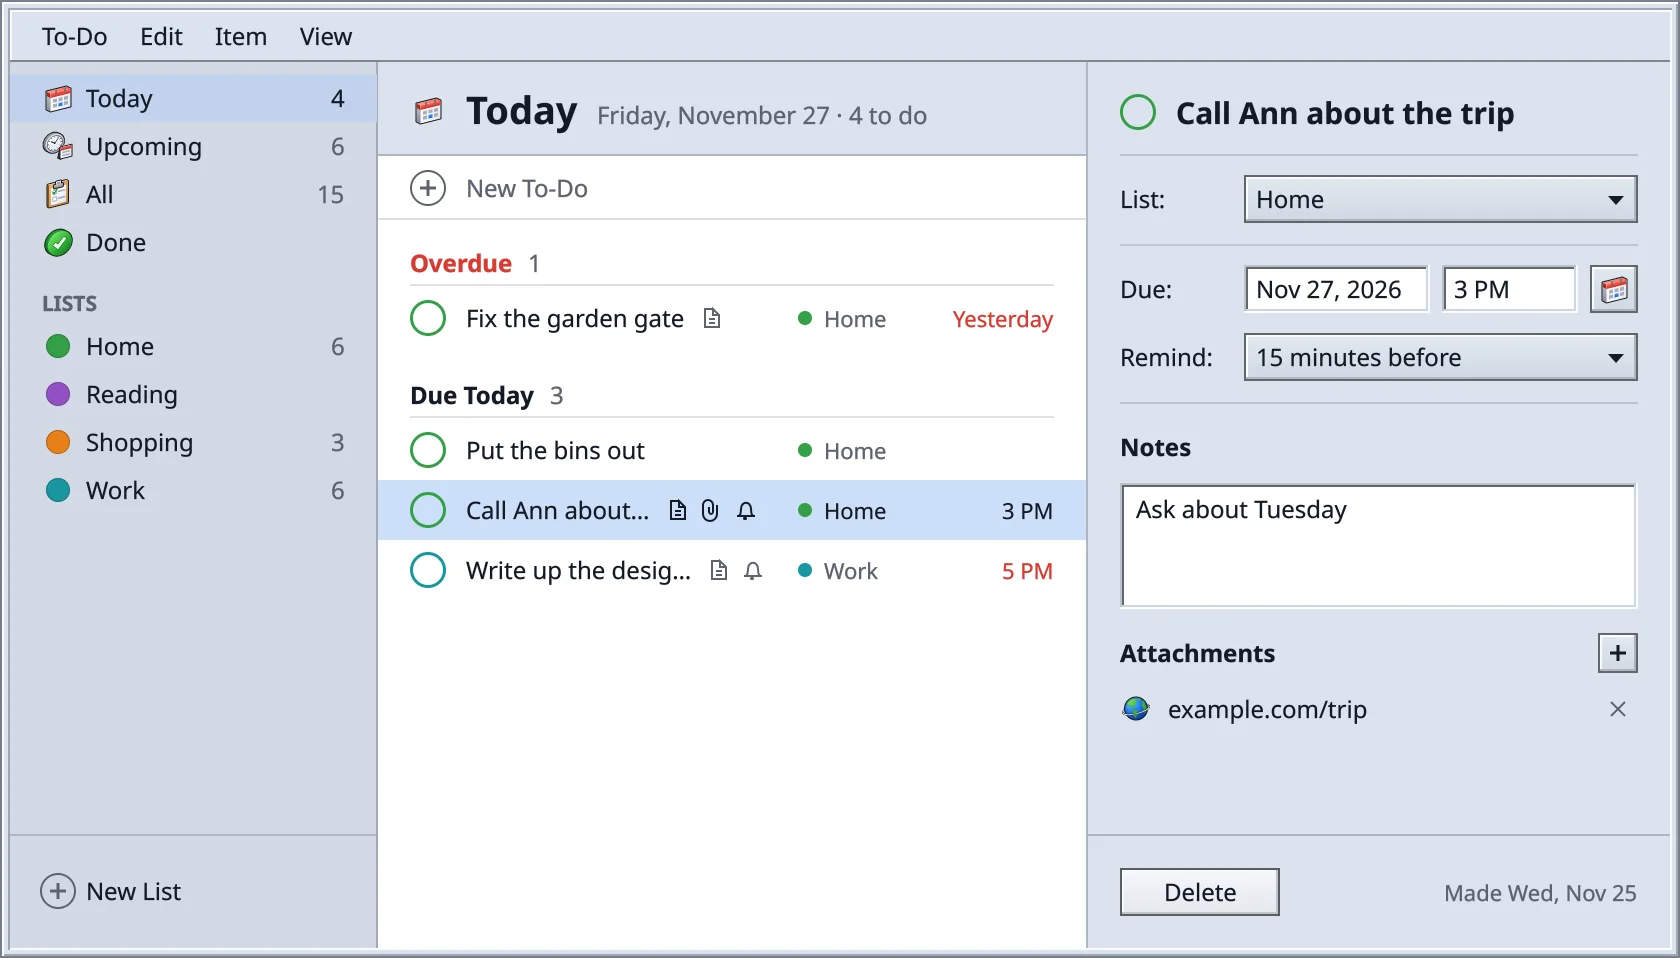 To-Do Edit Item View
Today 4
Upcoming 6
All 15
Done
LISTS
Home 6
Reading
Shopping 3
Work 6
New List
Today Friday, November 27 · 4 to do
New To-Do
Overdue 1
Fix the garden gate Home Yesterday
Due Today 3
Put the bins out Home
Call Ann about... Home 3 PM
Write up the desig... Work 5 PM
Call Ann about the trip
List: Home
Due: Nov 27, 2026 3 PM
Remind: 15 minutes before
Notes
Ask about Tuesday
Attachments
example.com/trip
Delete Made Wed, Nov 25